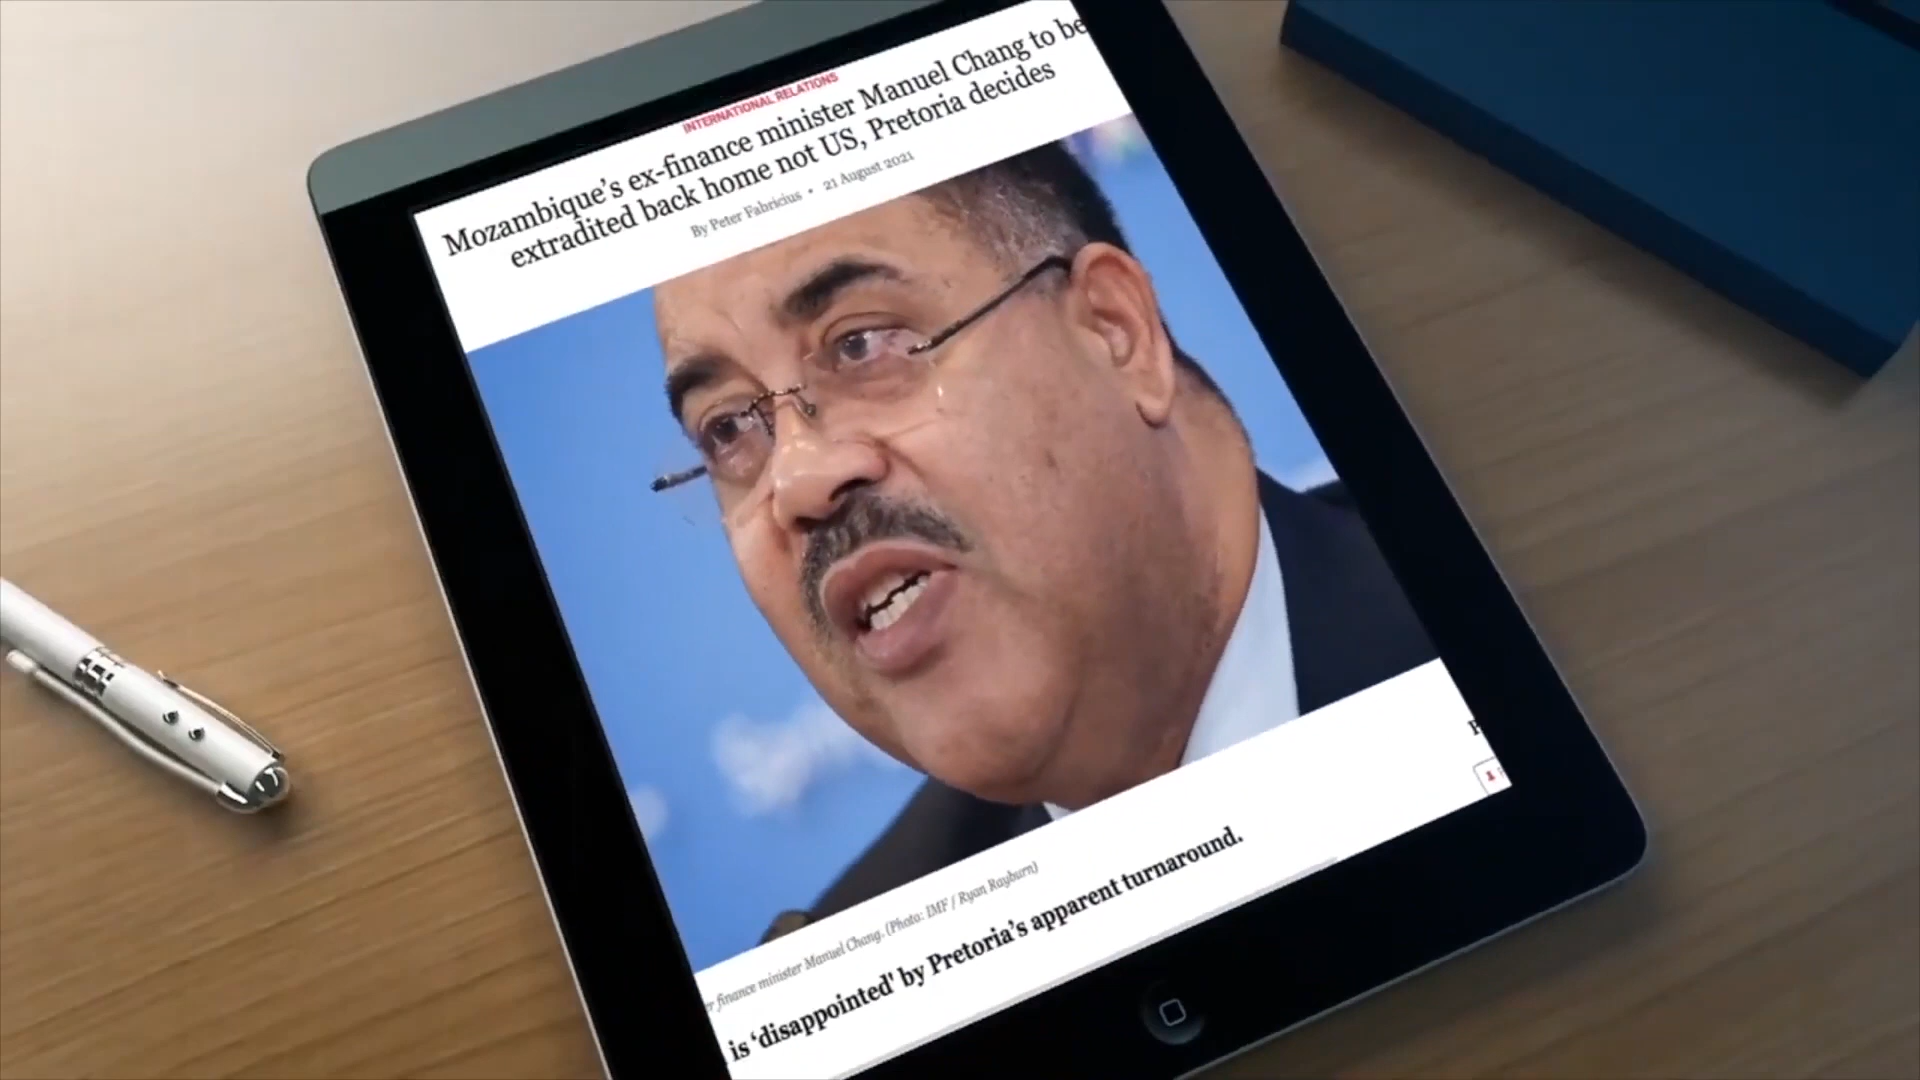 INTERNATIONAL RELATIONS
Mozambique's ex-finance minister Manuel Chang to be
extradited back home not US, Pretoria decides
By Peter Fabricius • 21 August 2021
finance minister Manuel Chang. (Photo: IMF / Ryan Rayburn)
is 'disappointed' by Pretoria's apparent turnaround.